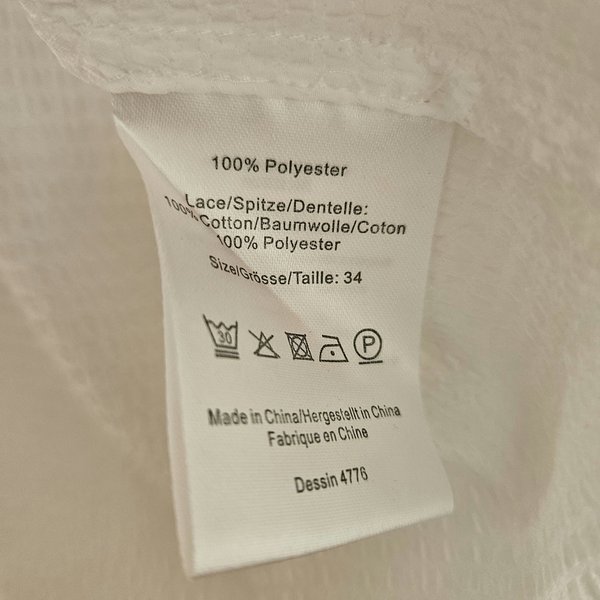 100% Polyester
Lace/Spitze/Dentelle:
100% Cotton/Baumwolle/Coton
100% Polyester
Size/Grösse/Taille: 34
30 P
Made in China/Hergestellt in China
Fabrique en Chine
Dessin 4776